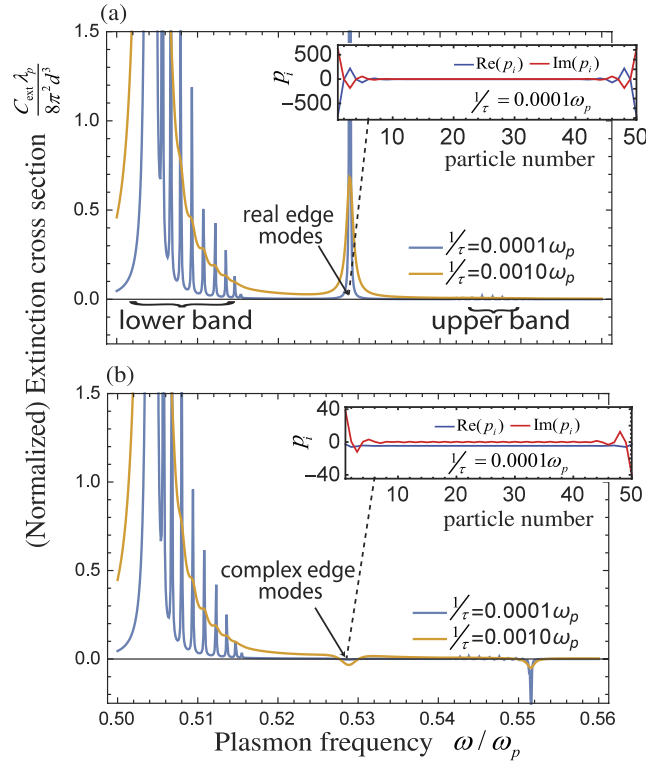 (a)
(Normalized) Extinction cross section C_ext λ_p / 8π²d³
1.5
1.0
0.5
0.0
500
0
−500
p_i
Re(p_i) Im(p_i)
1/τ = 0.0001ω_p
10 20 30 40 50
particle number
real edge
modes
1/τ=0.0001ω_p
1/τ=0.0010ω_p
lower band
upper band
(b)
1.5
1.0
0.5
0.0
40
0
−40
p_i
Re(p_i) Im(p_i)
1/τ = 0.0001ω_p
10 20 30 40 50
particle number
complex edge
modes
1/τ=0.0001ω_p
1/τ=0.0010ω_p
0.50 0.51 0.52 0.53 0.54 0.55 0.56
Plasmon frequency ω/ω_p